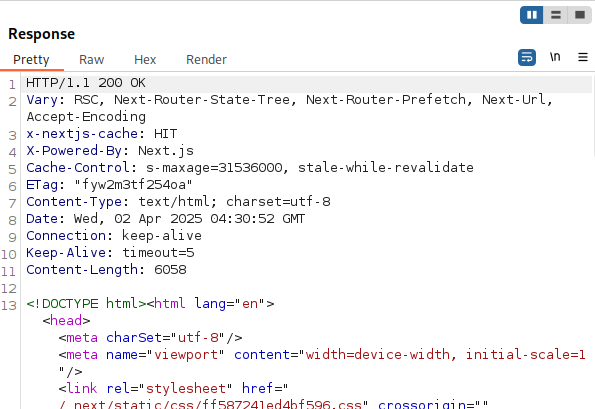 Response
Pretty Raw Hex Render \n
1 HTTP/1.1 200 OK
2 Vary: RSC, Next-Router-State-Tree, Next-Router-Prefetch, Next-Url,
Accept-Encoding
3 x-nextjs-cache: HIT
4 X-Powered-By: Next.js
5 Cache-Control: s-maxage=31536000, stale-while-revalidate
6 ETag: "fyw2m3tf254oa"
7 Content-Type: text/html; charset=utf-8
8 Date: Wed, 02 Apr 2025 04:30:52 GMT
9 Connection: keep-alive
10 Keep-Alive: timeout=5
11 Content-Length: 6058
12
13 <!DOCTYPE html><html lang="en">
<head>
<meta charSet="utf-8"/>
<meta name="viewport" content="width=device-width, initial-scale=1
"/>
<link rel="stylesheet" href="
/_next/static/css/ff587241ed4bf596.css" crossorigin=""